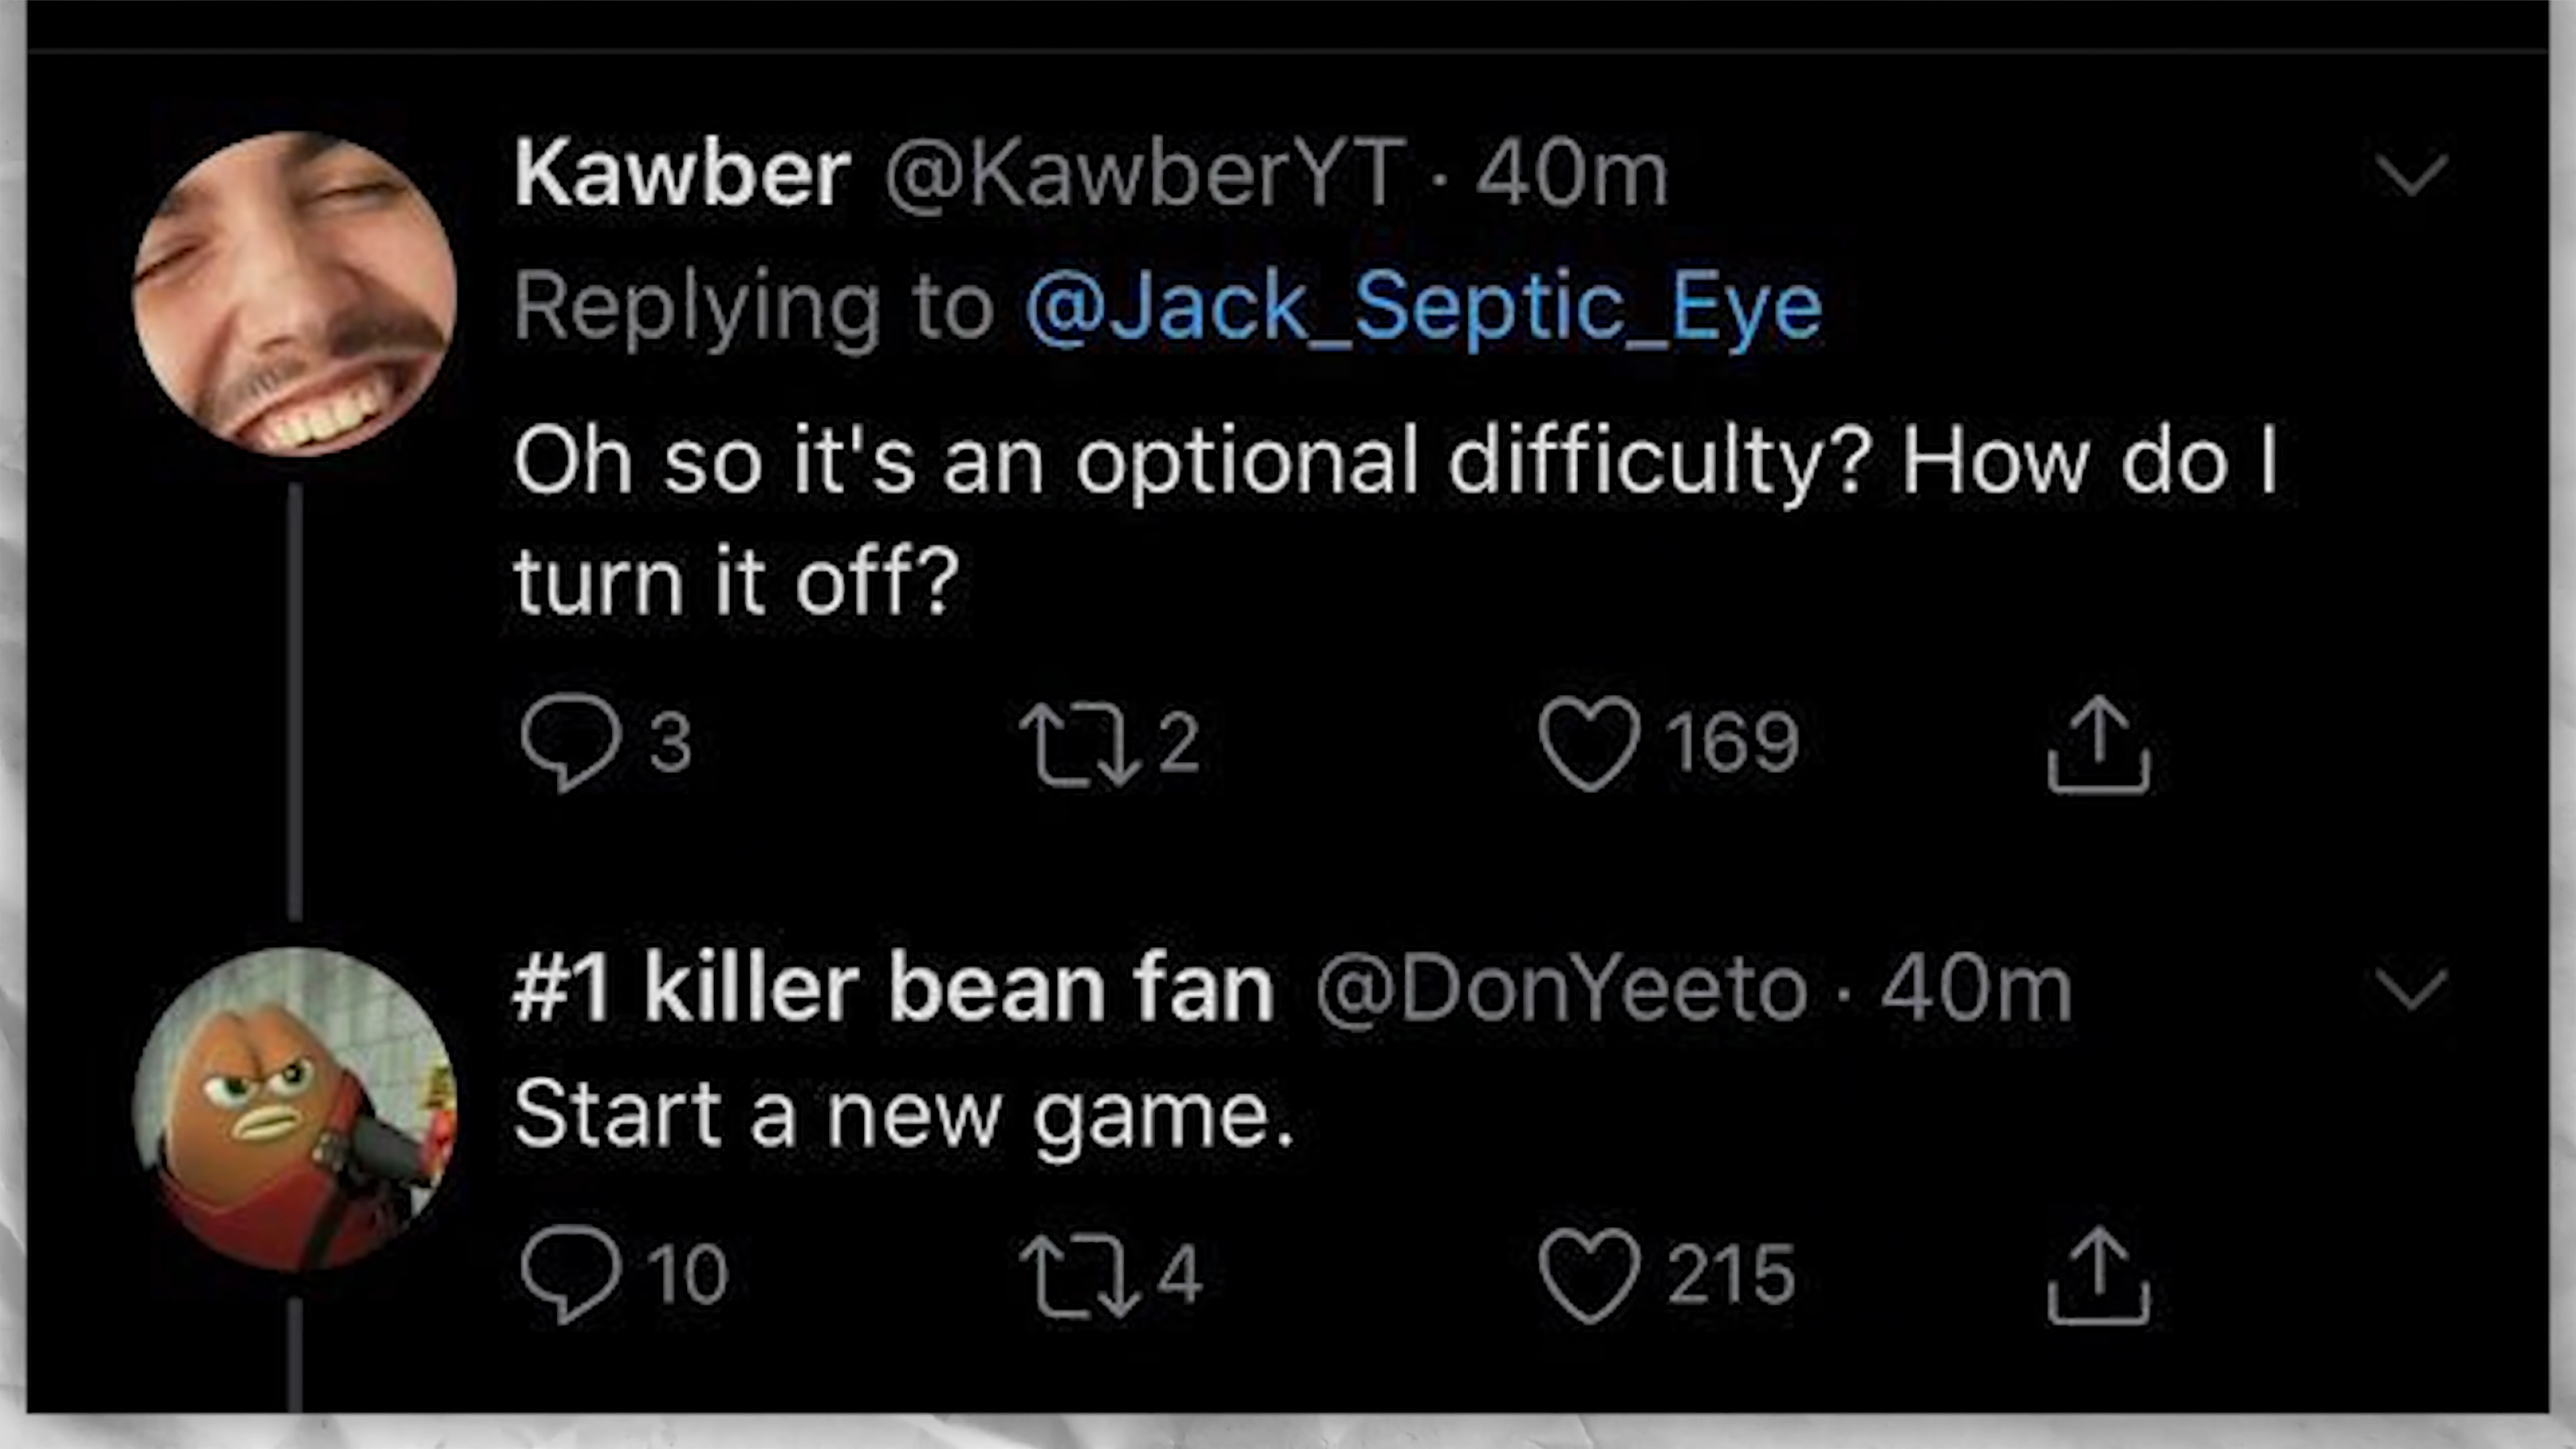 Kawber @KawberYT · 40m
Replying to @Jack_Septic_Eye
Oh so it's an optional difficulty? How do I
turn it off?
3 2 169
#1 killer bean fan @DonYeeto · 40m
Start a new game.
10 4 215